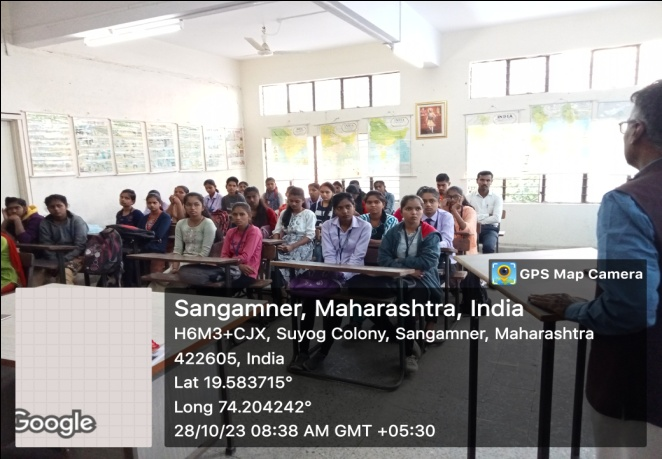 GPS Map Camera
Sangamner, Maharashtra, India
H6M3+CJX, Suyog Colony, Sangamner, Maharashtra
422605, India
Lat 19.583715°
Long 74.204242°
28/10/23 08:38 AM GMT +05:30
Google